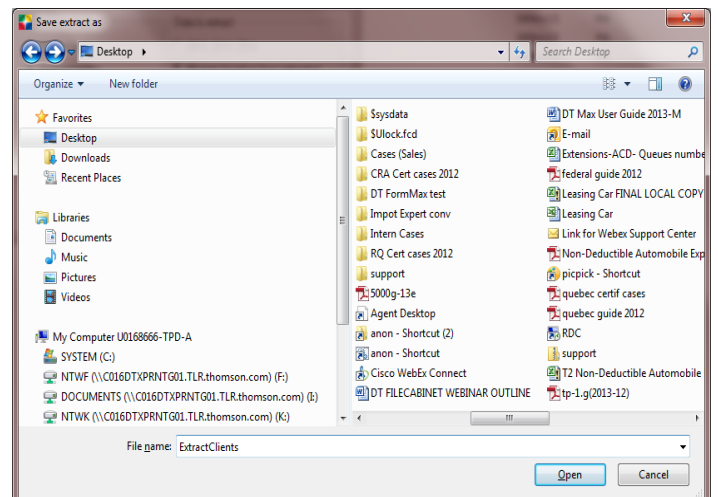 Save extract as
Desktop
Search Desktop
Organize
New folder
Favorites
Desktop
Downloads
Recent Places
Libraries
Documents
Music
Pictures
Videos
My Computer U0168666-TPD-A
SYSTEM (C:)
NTWF (\\C016DTXPRNTG01.TLR.thomson.com) (F:)
DOCUMENTS (\\C016DTXPRNTG01.TLR.thomson.com) (I:)
NTWK (\\C016DTXPRNTG01.TLR.thomson.com) (K:)
$sysdata
$Ulock.fcd
Cases (Sales)
CRA Cert cases 2012
DT FormMax test
Impot Expert conv
Intern Cases
RQ Cert cases 2012
support
5000g-13e
Agent Desktop
anon - Shortcut (2)
anon - Shortcut
Cisco WebEx Connect
DT FILECABINET WEBINAR OUTLINE
DT Max User Guide 2013-M
E-mail
Extensions-ACD- Queues numbe
federal guide 2012
Leasing Car FINAL LOCAL COPY
Leasing Car
Link for Webex Support Center
Non-Deductible Automobile Exp
picpick - Shortcut
quebec certif cases
quebec guide 2012
RDC
support
T2 Non-Deductible Automobile
tp-1.g(2013-12)
File name: ExtractClients
Open
Cancel